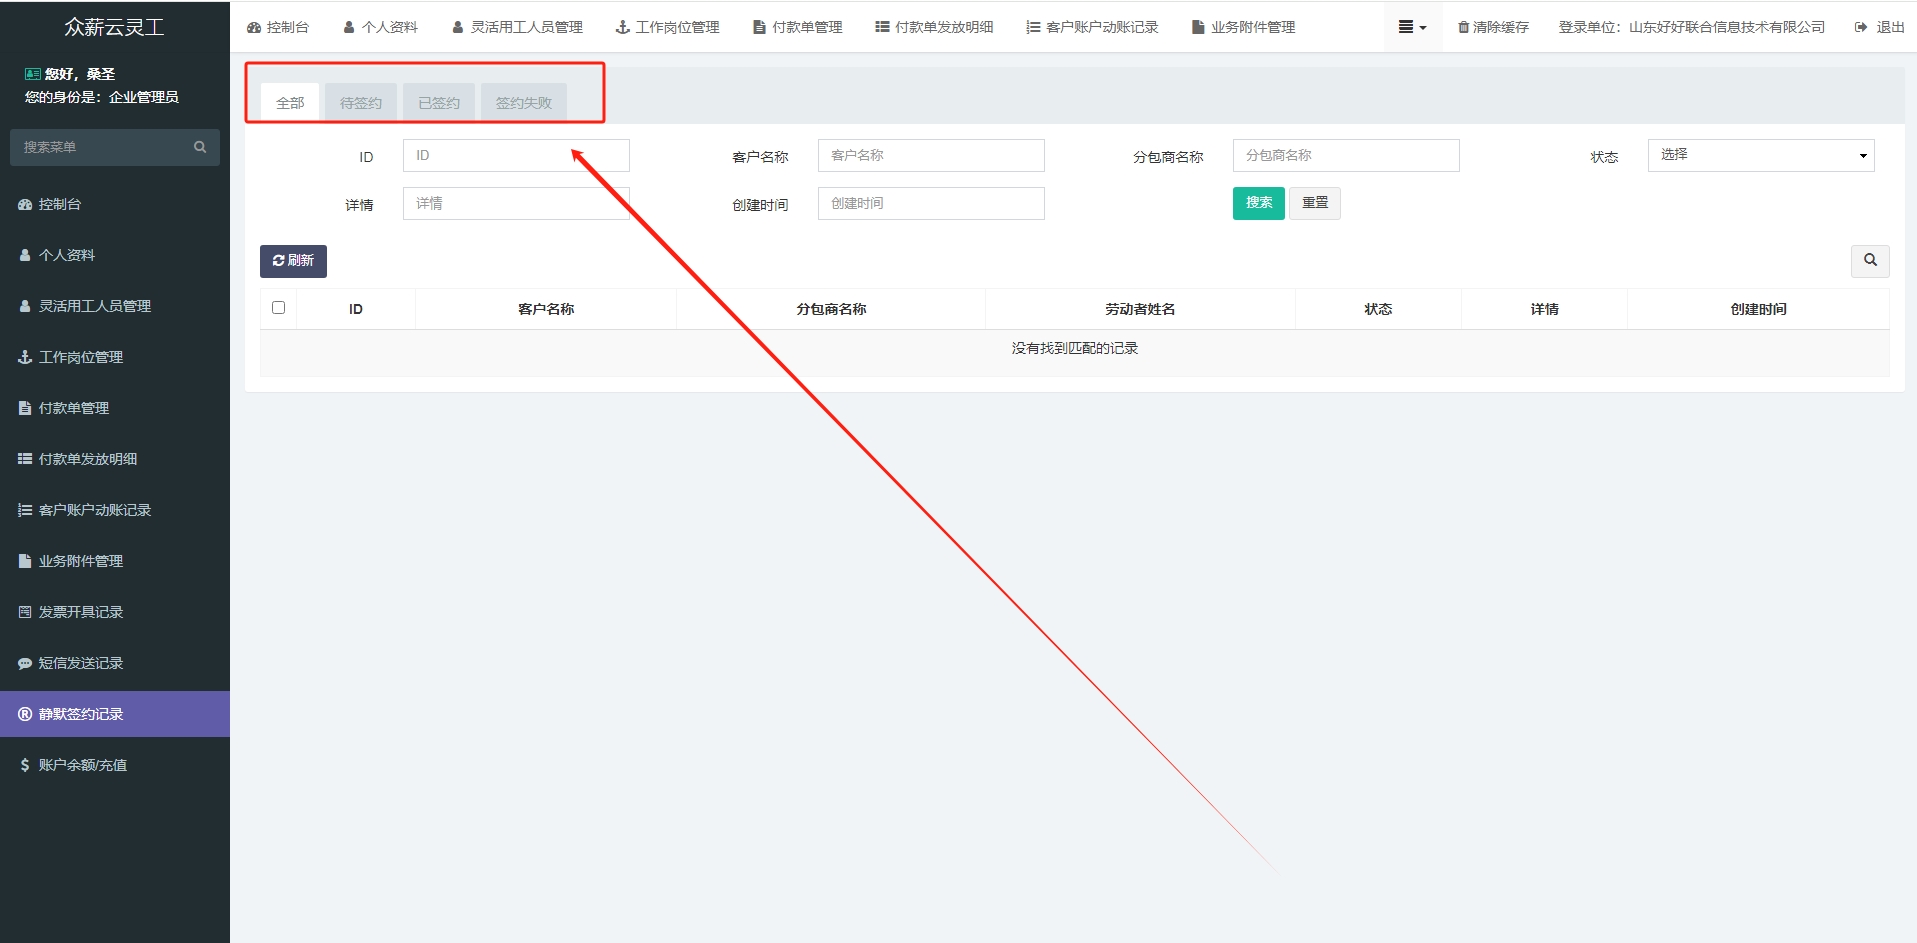 众薪云灵工
控制台 个人资料 灵活用工人员管理 工作岗位管理 付款单管理 付款单发放明细 客户账户动账记录 业务附件管理 清除缓存 登录单位：山东好好联合信息技术有限公司 退出
您好，桑圣
您的身份是：企业管理员
搜索菜单
控制台
个人资料
灵活用工人员管理
工作岗位管理
付款单管理
付款单发放明细
客户账户动账记录
业务附件管理
发票开具记录
短信发送记录
静默签约记录
账户余额/充值
全部 待签约 已签约 签约失败
ID ID 客户名称 客户名称 分包商名称 分包商名称 状态 选择
详情 详情 创建时间 创建时间 搜索 重置
刷新
ID 客户名称 分包商名称 劳动者姓名 状态 详情 创建时间
没有找到匹配的记录